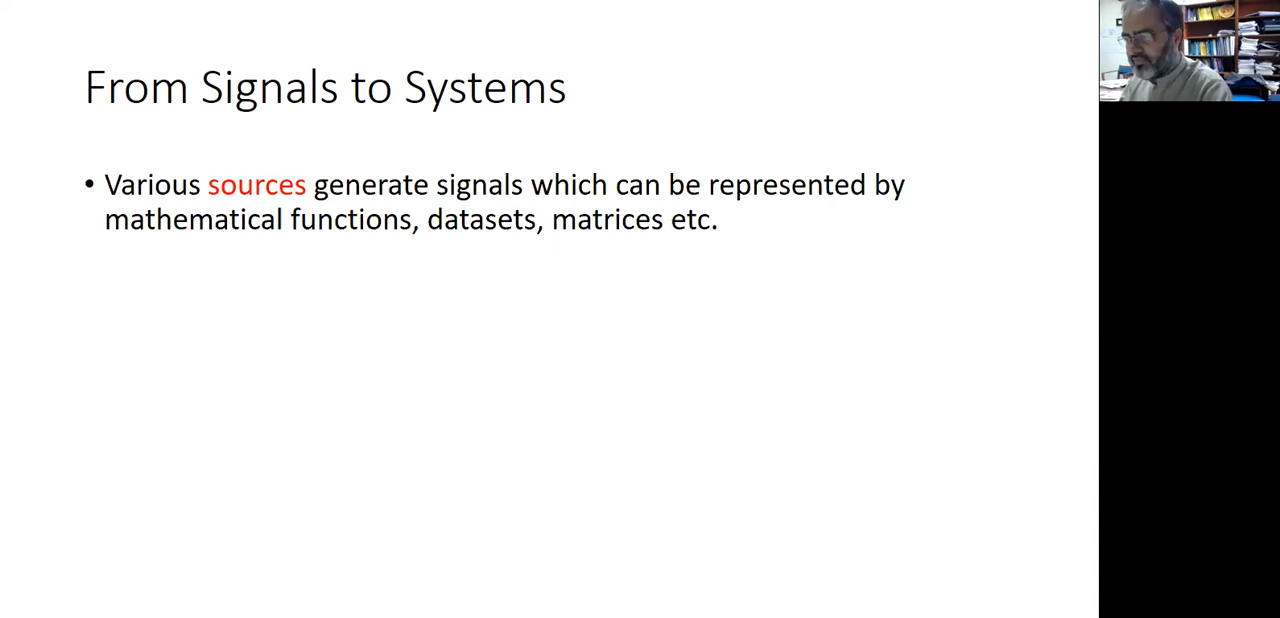 From Signals to Systems
• Various sources generate signals which can be represented by
mathematical functions, datasets, matrices etc.